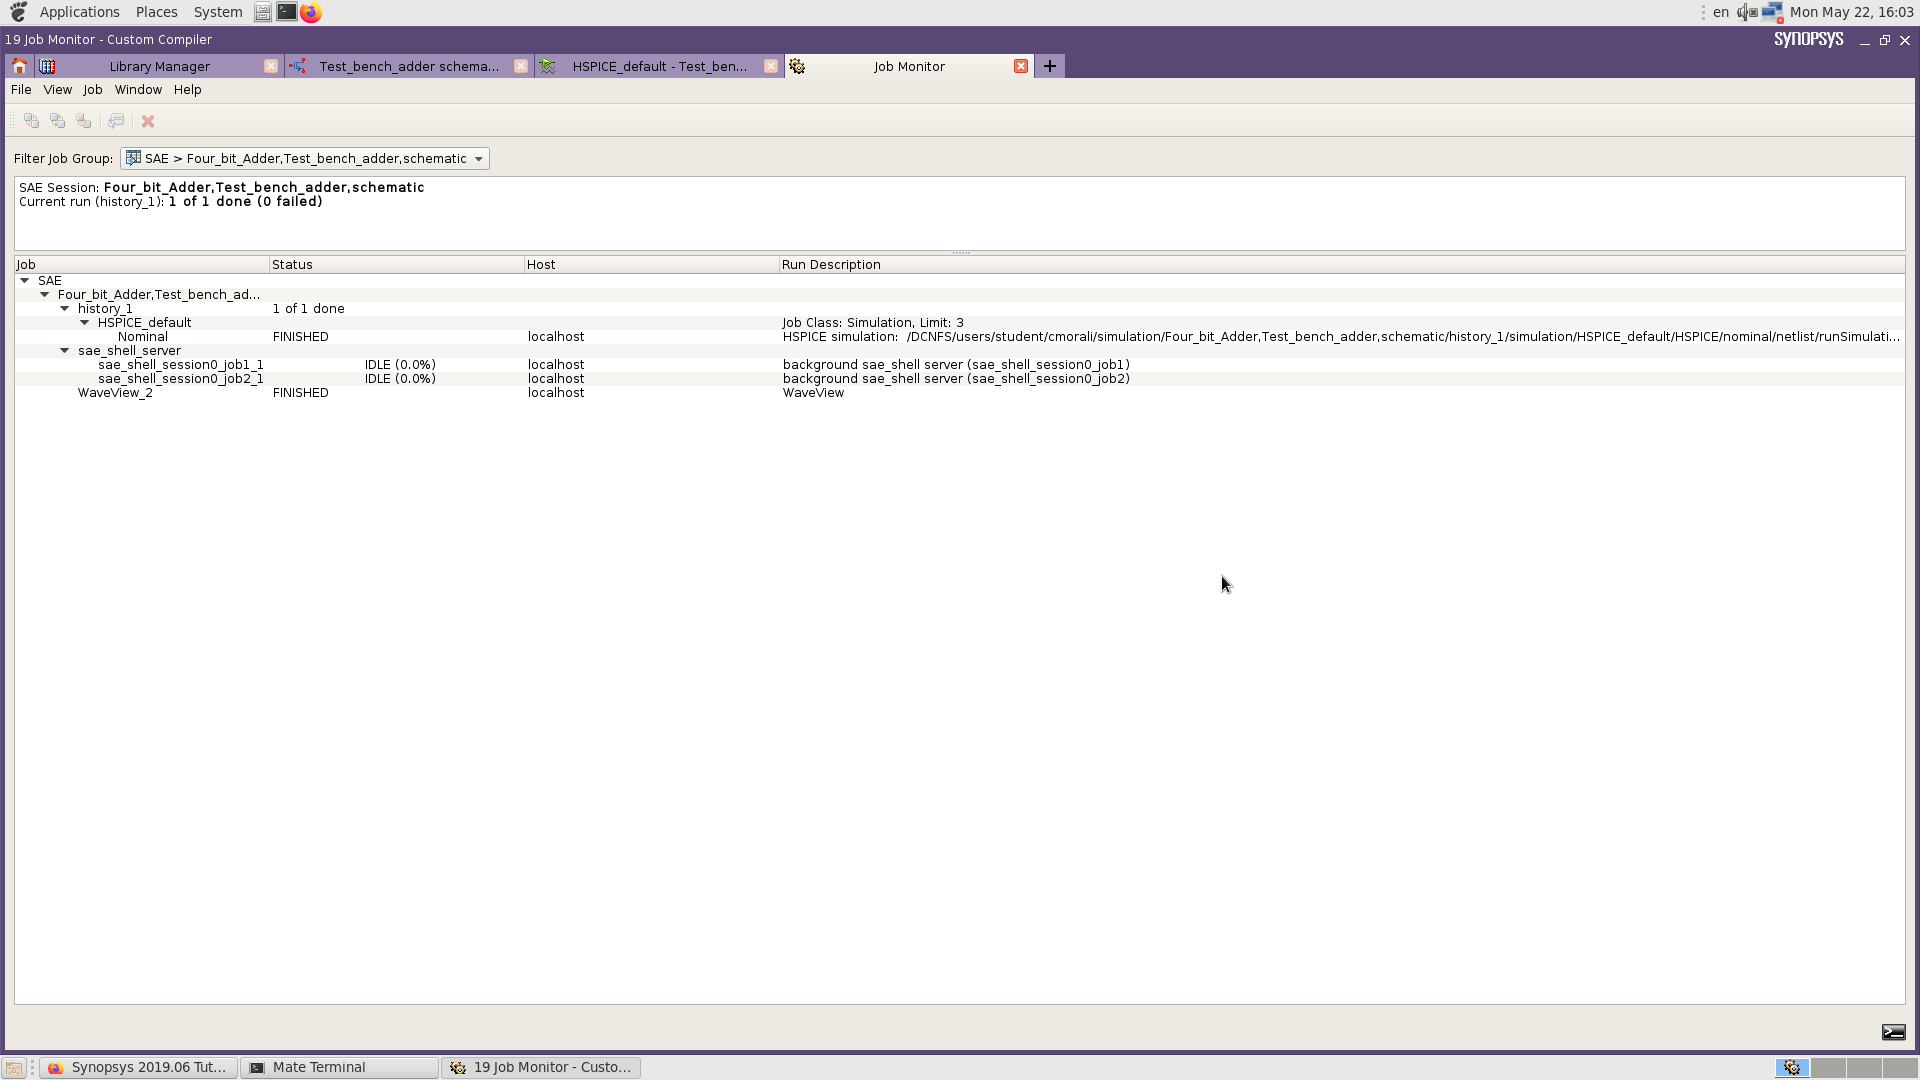 Applications Places System en Mon May 22, 16:03
19 Job Monitor - Custom Compiler SYNOPSYS
Library Manager Test_bench_adder schema... HSPICE_default - Test_ben... Job Monitor
File View Job Window Help
Filter Job Group: SAE > Four_bit_Adder,Test_bench_adder,schematic
SAE Session: Four_bit_Adder,Test_bench_adder,schematic
Current run (history_1): 1 of 1 done (0 failed)
Job Status Host Run Description
SAE
Four_bit_Adder,Test_bench_ad...
history_1 1 of 1 done
HSPICE_default Job Class: Simulation, Limit: 3
Nominal FINISHED localhost HSPICE simulation: /DCNFS/users/student/cmorali/simulation/Four_bit_Adder,Test_bench_adder,schematic/history_1/simulation/HSPICE_default/HSPICE/nominal/netlist/runSimulati...
sae_shell_server
sae_shell_session0_job1_1 IDLE (0.0%) localhost background sae_shell server (sae_shell_session0_job1)
sae_shell_session0_job2_1 IDLE (0.0%) localhost background sae_shell server (sae_shell_session0_job2)
WaveView_2 FINISHED localhost WaveView
Synopsys 2019.06 Tut... Mate Terminal 19 Job Monitor - Custo...